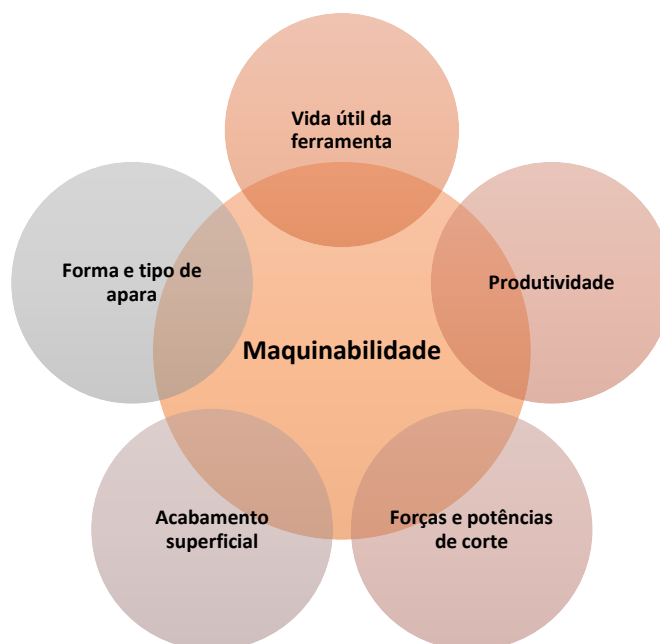 Vida útil da
ferramenta
Forma e tipo de
apara
Produtividade
Maquinabilidade
Acabamento
superficial
Forças e potências
de corte